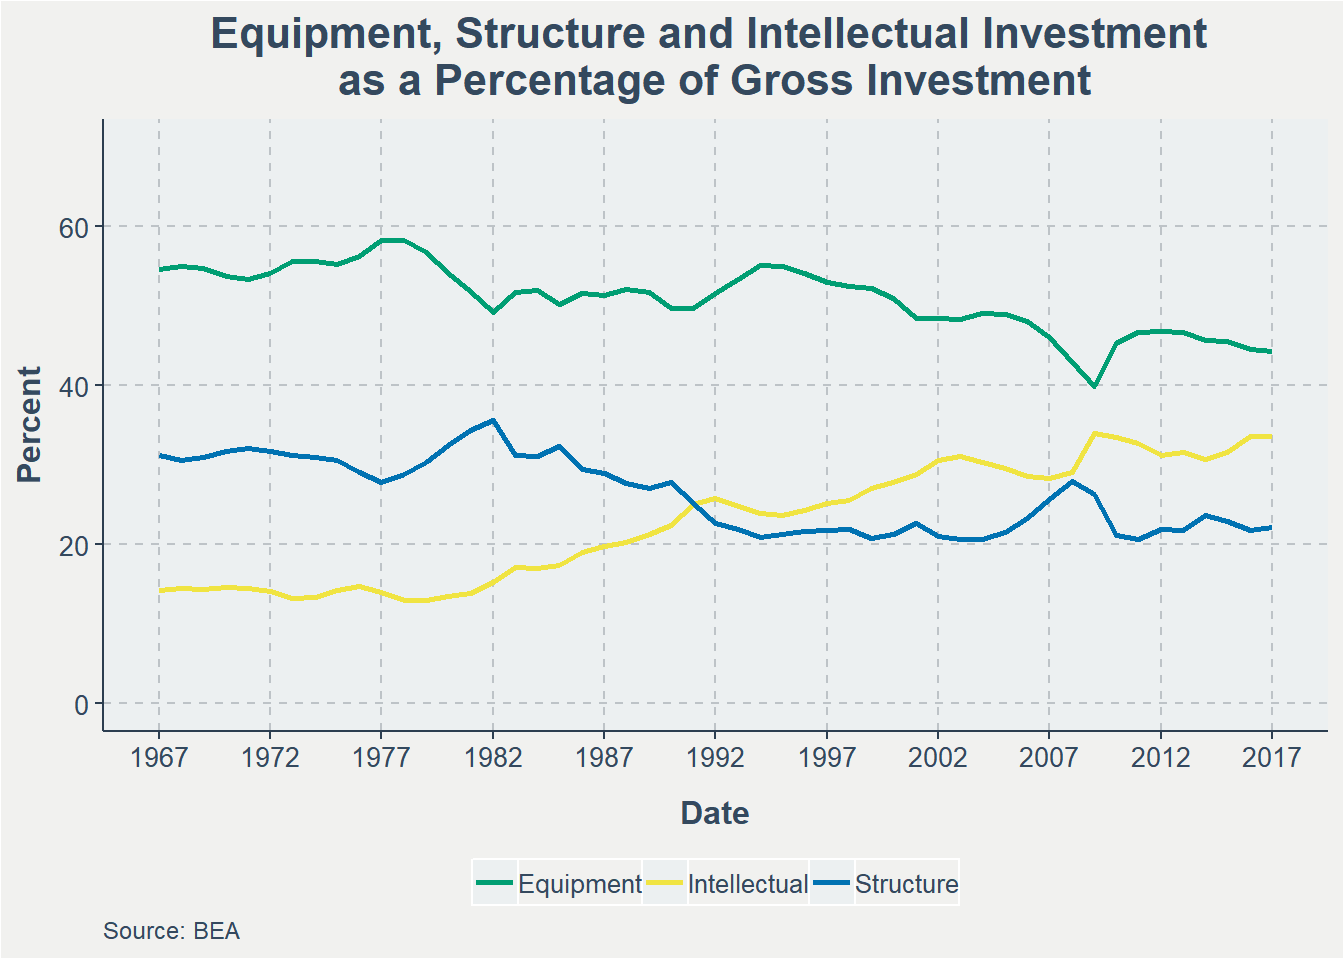 Equipment, Structure and Intellectual Investment
as a Percentage of Gross Investment
Percent
60
40
20
0
1967 1972 1977 1982 1987 1992 1997 2002 2007 2012 2017
Date
Equipment Intellectual Structure
Source: BEA